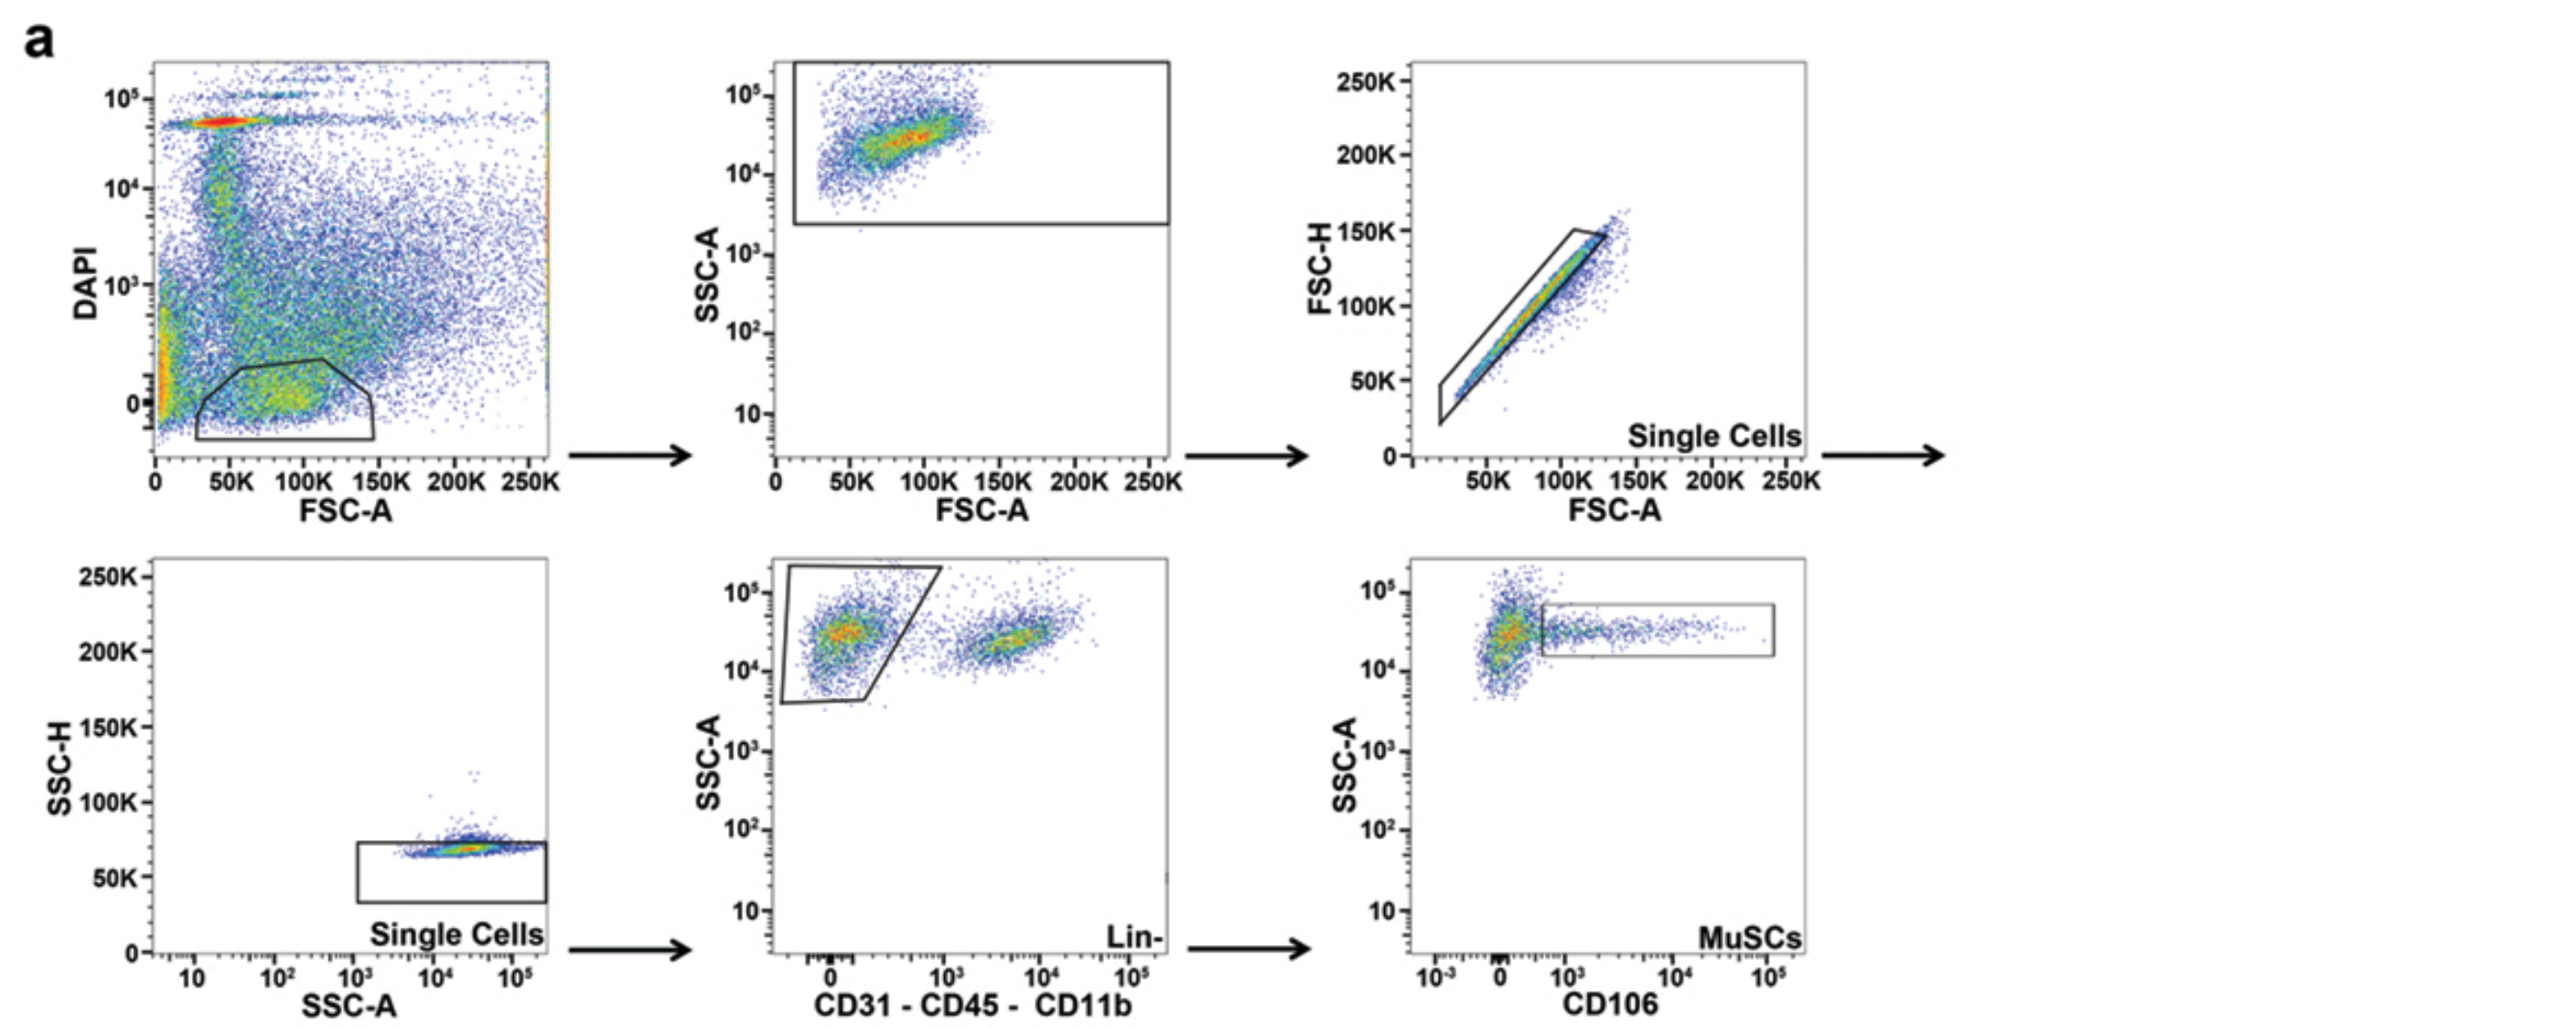 a
DAPI
10⁵
10⁴
10³
0
0 50K 100K 150K 200K 250K
FSC-A
SSC-A
10⁵
10⁴
10³
10²
10
0 50K 100K 150K 200K 250K
FSC-A
FSC-H
250K
200K
150K
100K
50K
0
Single Cells
50K 100K 150K 200K 250K
FSC-A
SSC-H
250K
200K
150K
100K
50K
0
Single Cells
10 10² 10³ 10⁴ 10⁵
SSC-A
SSC-A
10⁵
10⁴
10³
10²
10
Lin-
0 10³ 10⁴ 10⁵
CD31 - CD45 - CD11b
SSC-A
10⁵
10⁴
10³
10²
10
MuSCs
10⁻³ 0 10³ 10⁴ 10⁵
CD106